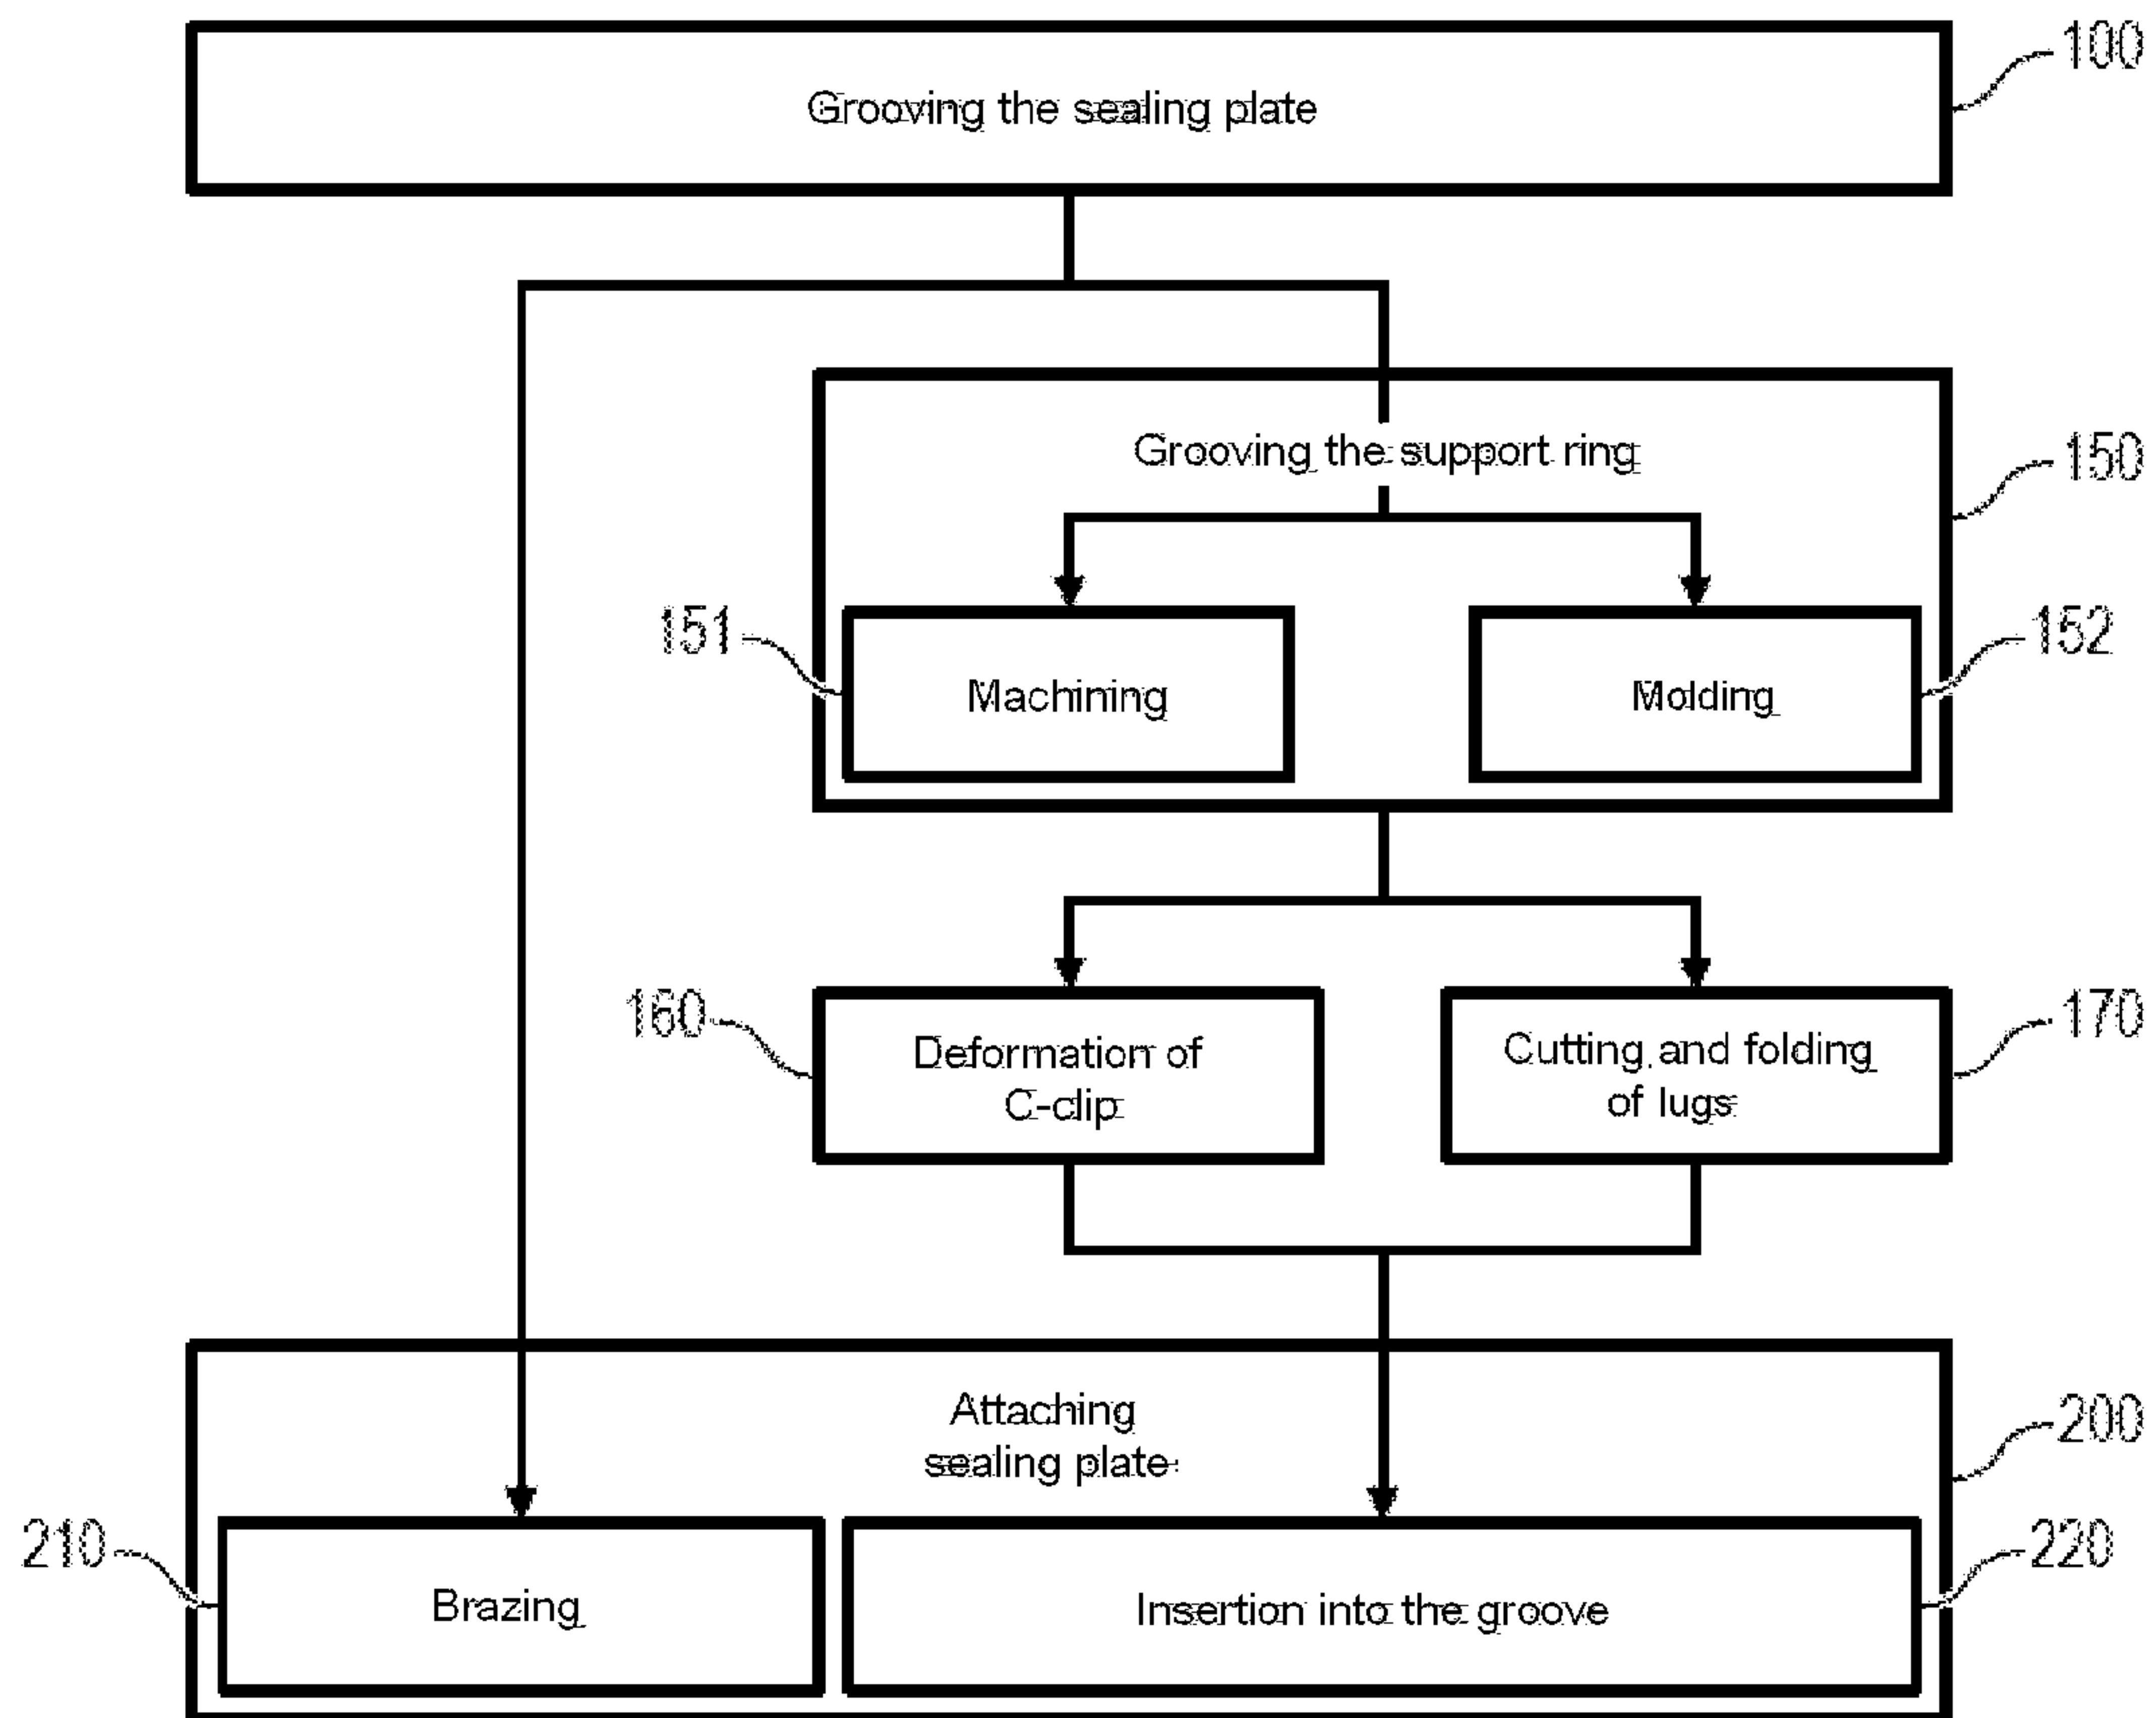 Grooving the sealing plate
100
Grooving the support ring
150
151
Machining
Molding
152
160
Deformation of
C-clip
Cutting and folding
of lugs
170
Attaching
sealing plate
200
210
Brazing
Insertion into the groove
220